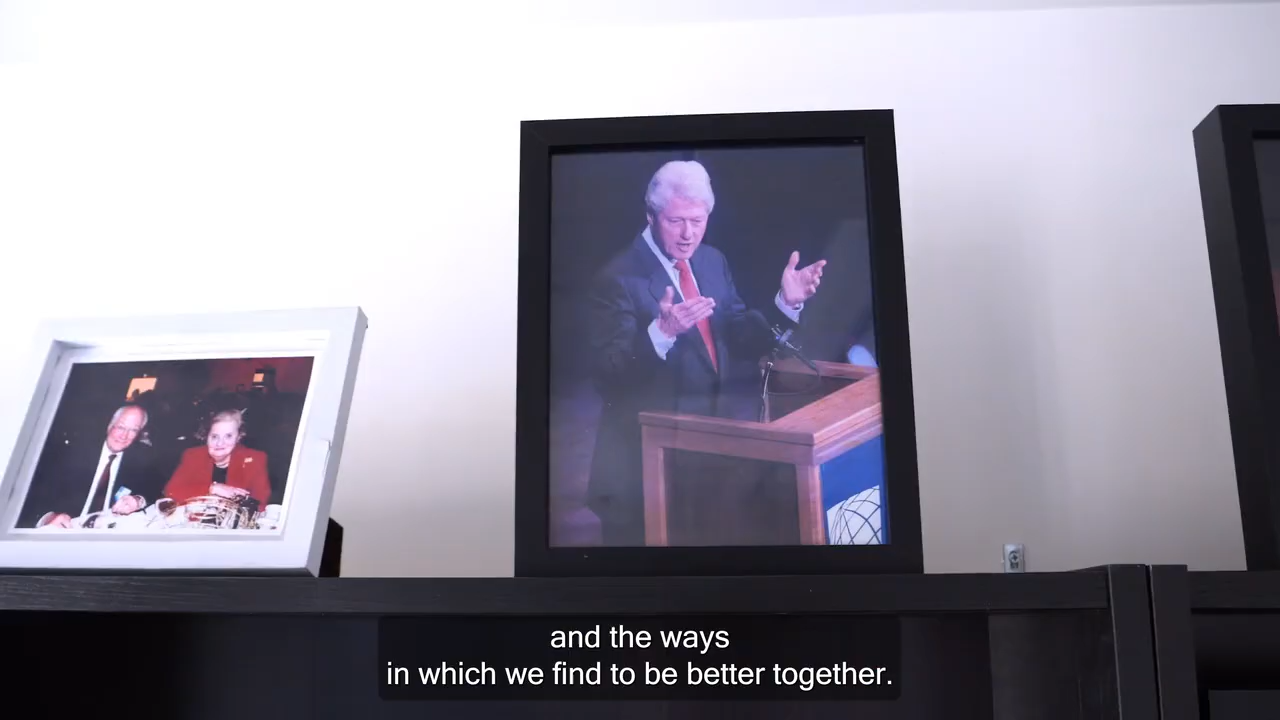 and the ways
in which we find to be better together.